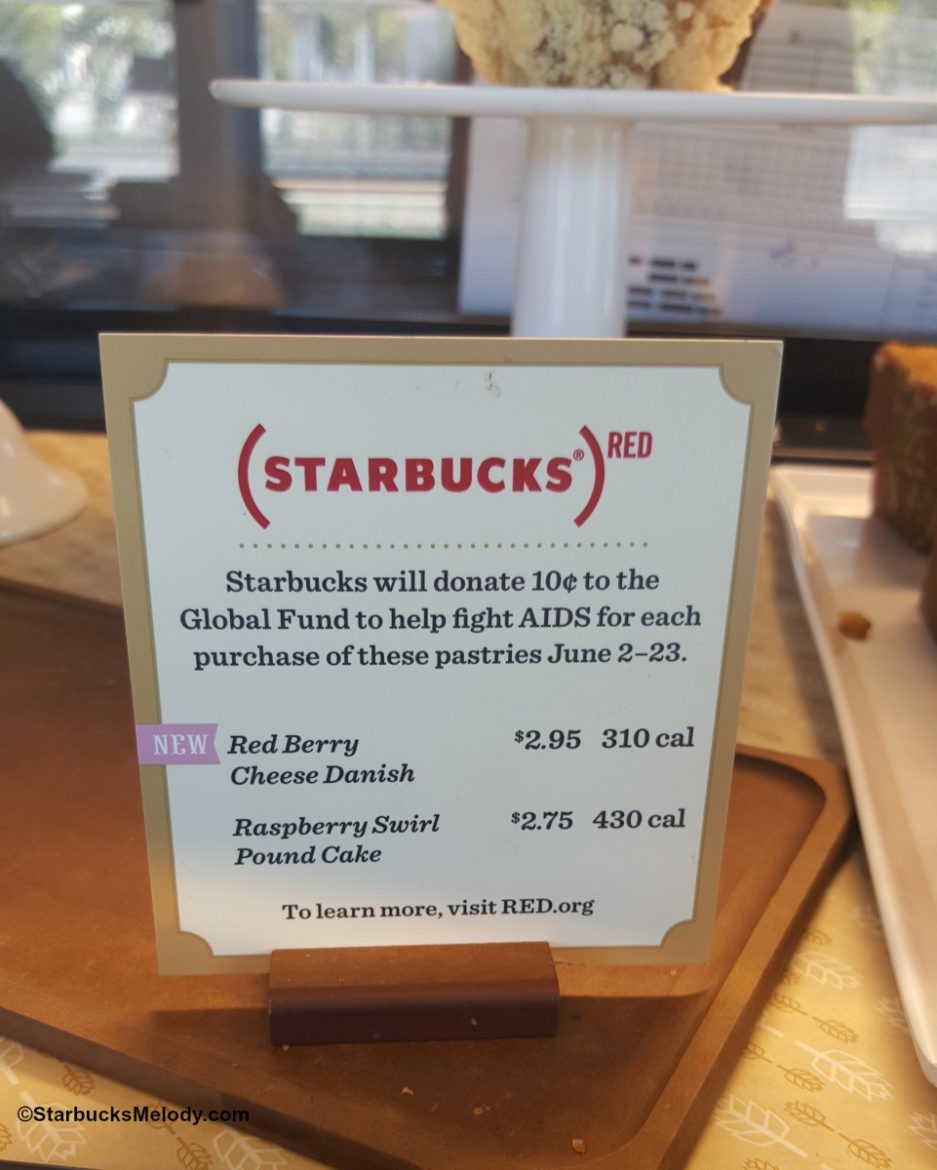 (STARBUCKS®)RED
Starbucks will donate 10¢ to the
Global Fund to help fight AIDS for each
purchase of these pastries June 2–23.
NEW Red Berry $2.95 310 cal
Cheese Danish
Raspberry Swirl $2.75 430 cal
Pound Cake
To learn more, visit RED.org
©StarbucksMelody.com